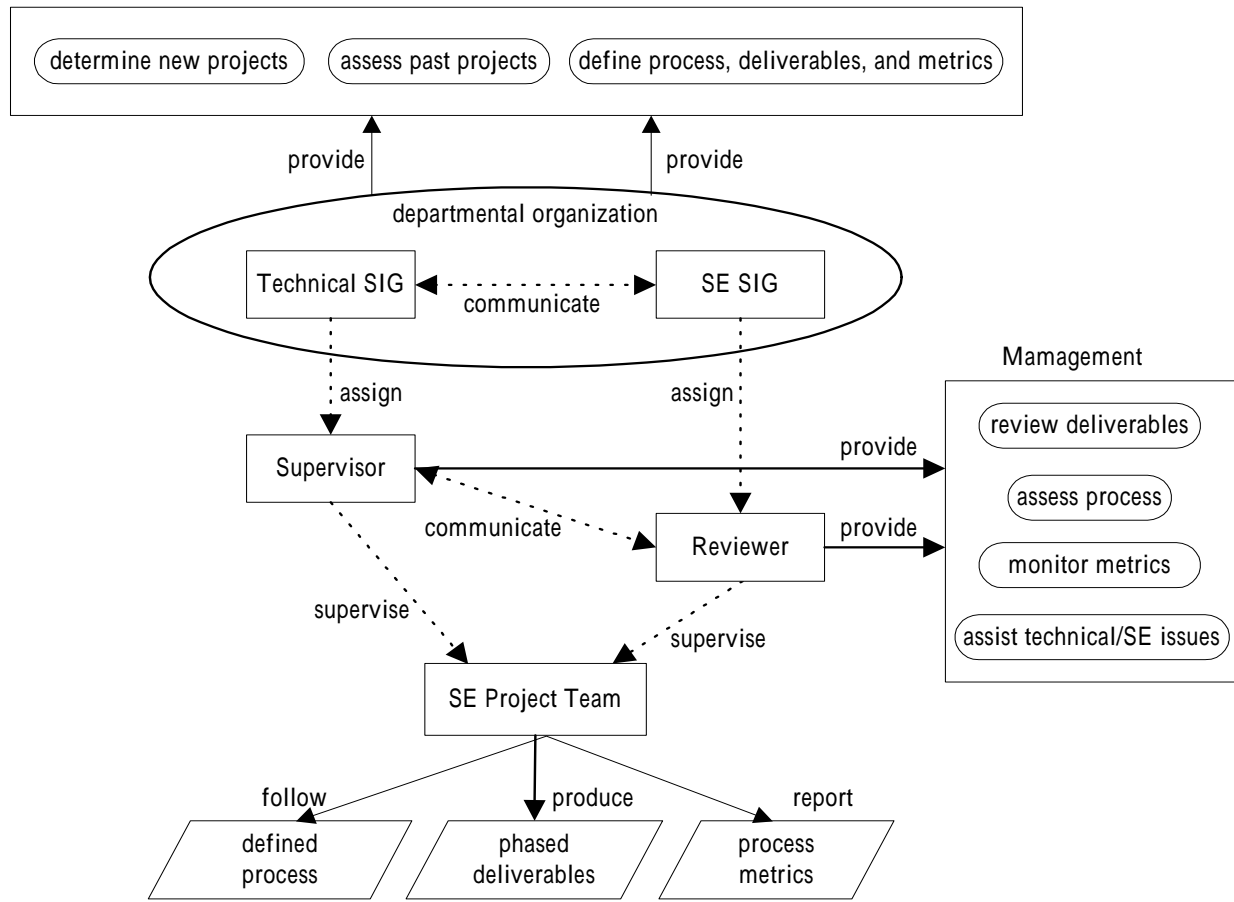 determine new projects
assess past projects
define process, deliverables, and metrics
provide
provide
departmental organization
Technical SIG
communicate
SE SIG
assign
assign
Mamagement
review deliverables
assess process
monitor metrics
assist technical/SE issues
Supervisor
provide
communicate
Reviewer
provide
supervise
supervise
SE Project Team
follow
produce
report
defined
process
phased
deliverables
process
metrics